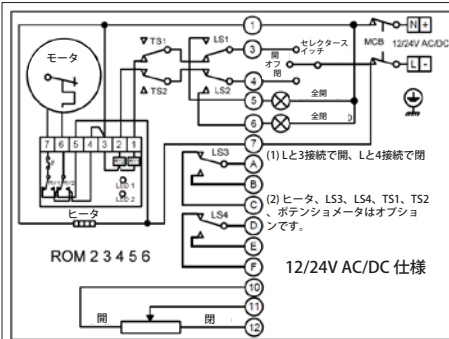 モータ
TS1
TS2
LS1
LS2
1
3
4
5
6
7
開
オフ
閉
セレクタース
イッチ
MCB
N +
12/24V AC/DC
L -
全開
全閉
7 6 5 4 3 2 1
LED 1
LED 2
ヒータ
ROM 2 3 4 5 6
LS3
A
B
C
LS4
D
E
F
(1) Lと3接続で開、Lと4接続で閉
(2) ヒータ、LS3、LS4、TS1、TS2
、ポテンショメータはオプショ
ンです。
12/24V AC/DC 仕様
10
11
12
開
閉